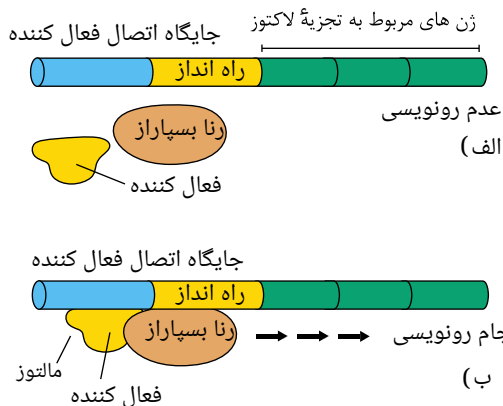 ژن های مربوط به تجزیهٔ لاکتوز
جایگاه اتصال فعال کننده
راه انداز
عدم رونویسی
رنا بسپاراز
الف)
فعال کننده
جایگاه اتصال فعال کننده
راه انداز
جام رونویسی
رنا بسپاراز
مالتوز
ب)
فعال کننده